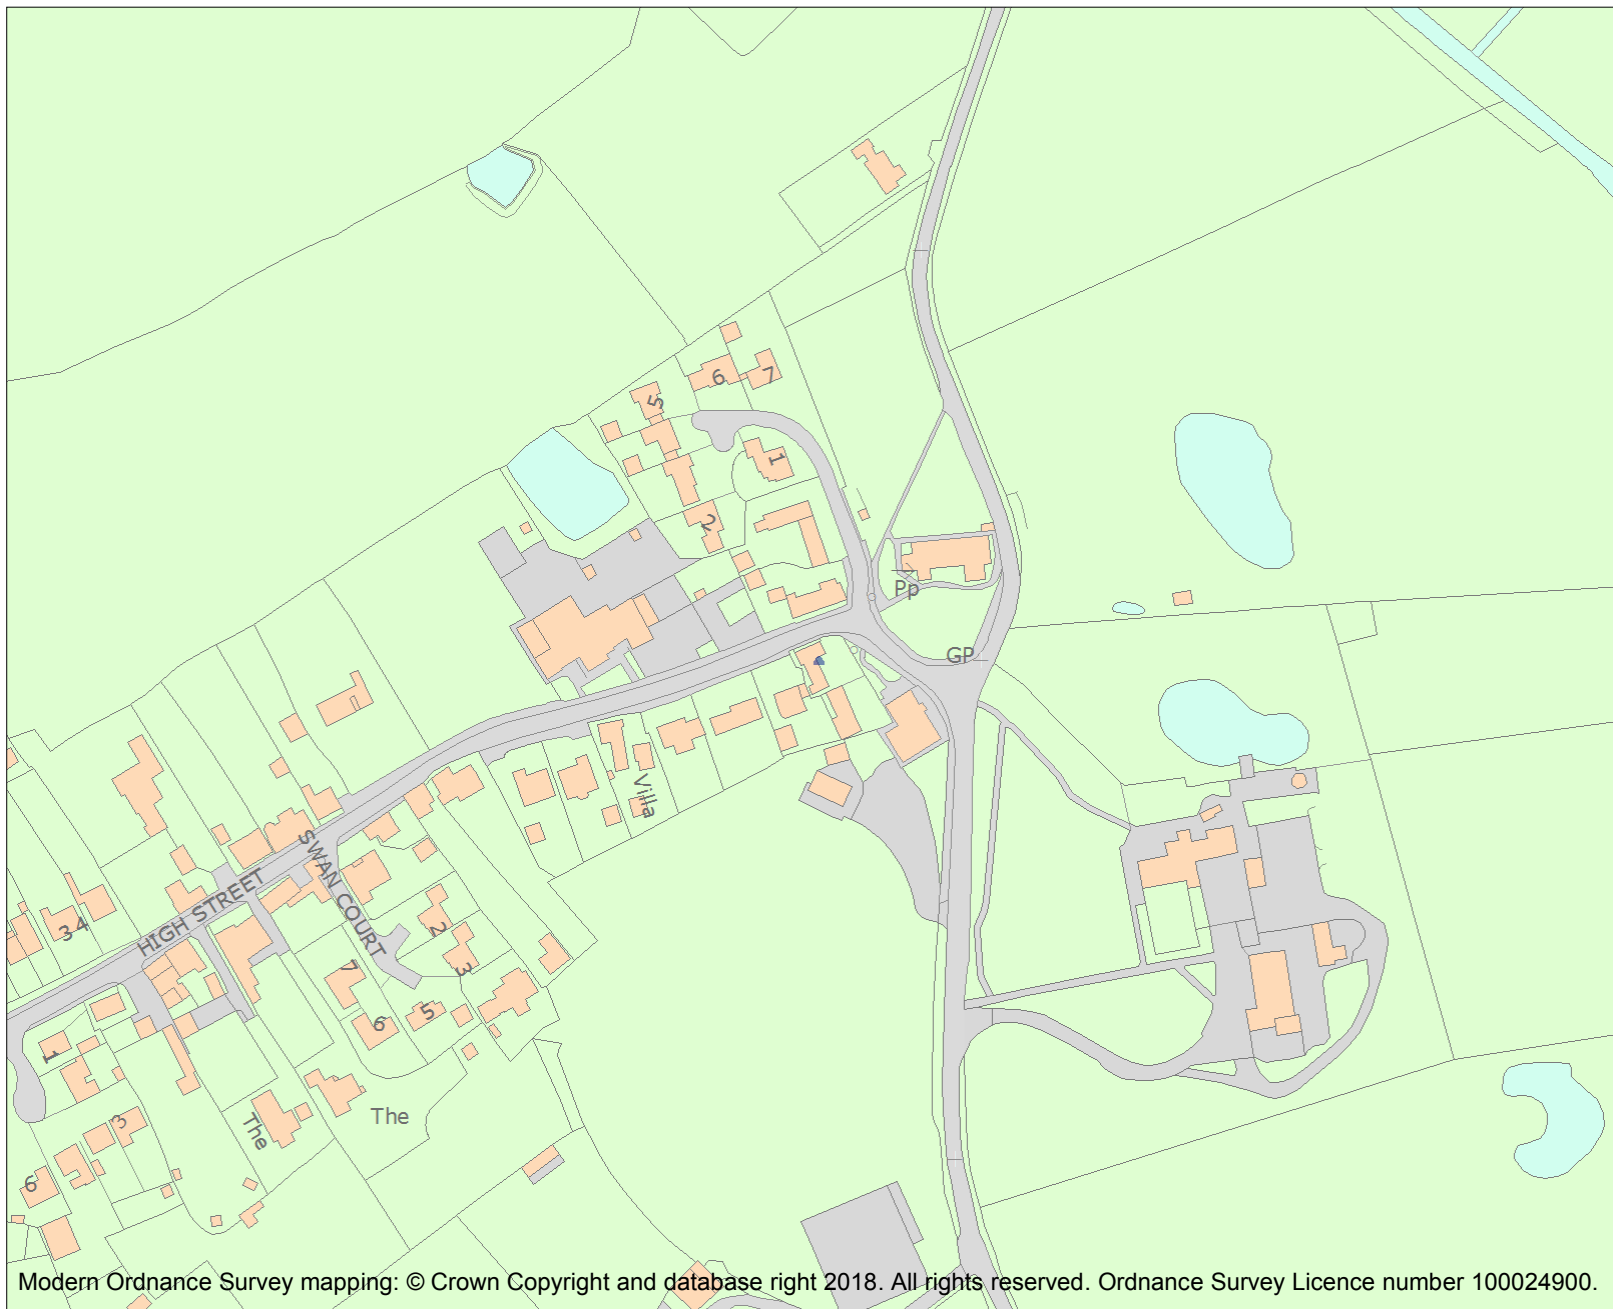 6
7
5
1
2
Pp
GP
Villa
SWAN COURT
HIGH STREET
34
2
3
7
5
6
1
3
The
The
6
Modern Ordnance Survey mapping: © Crown Copyright and database right 2018. All rights reserved. Ordnance Survey Licence number 100024900.